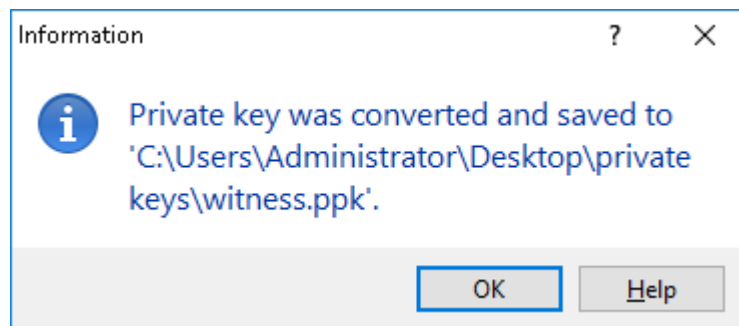 Information
?
Private key was converted and saved to
'C:\Users\Administrator\Desktop\private
keys\witness.ppk'.
OK
Help